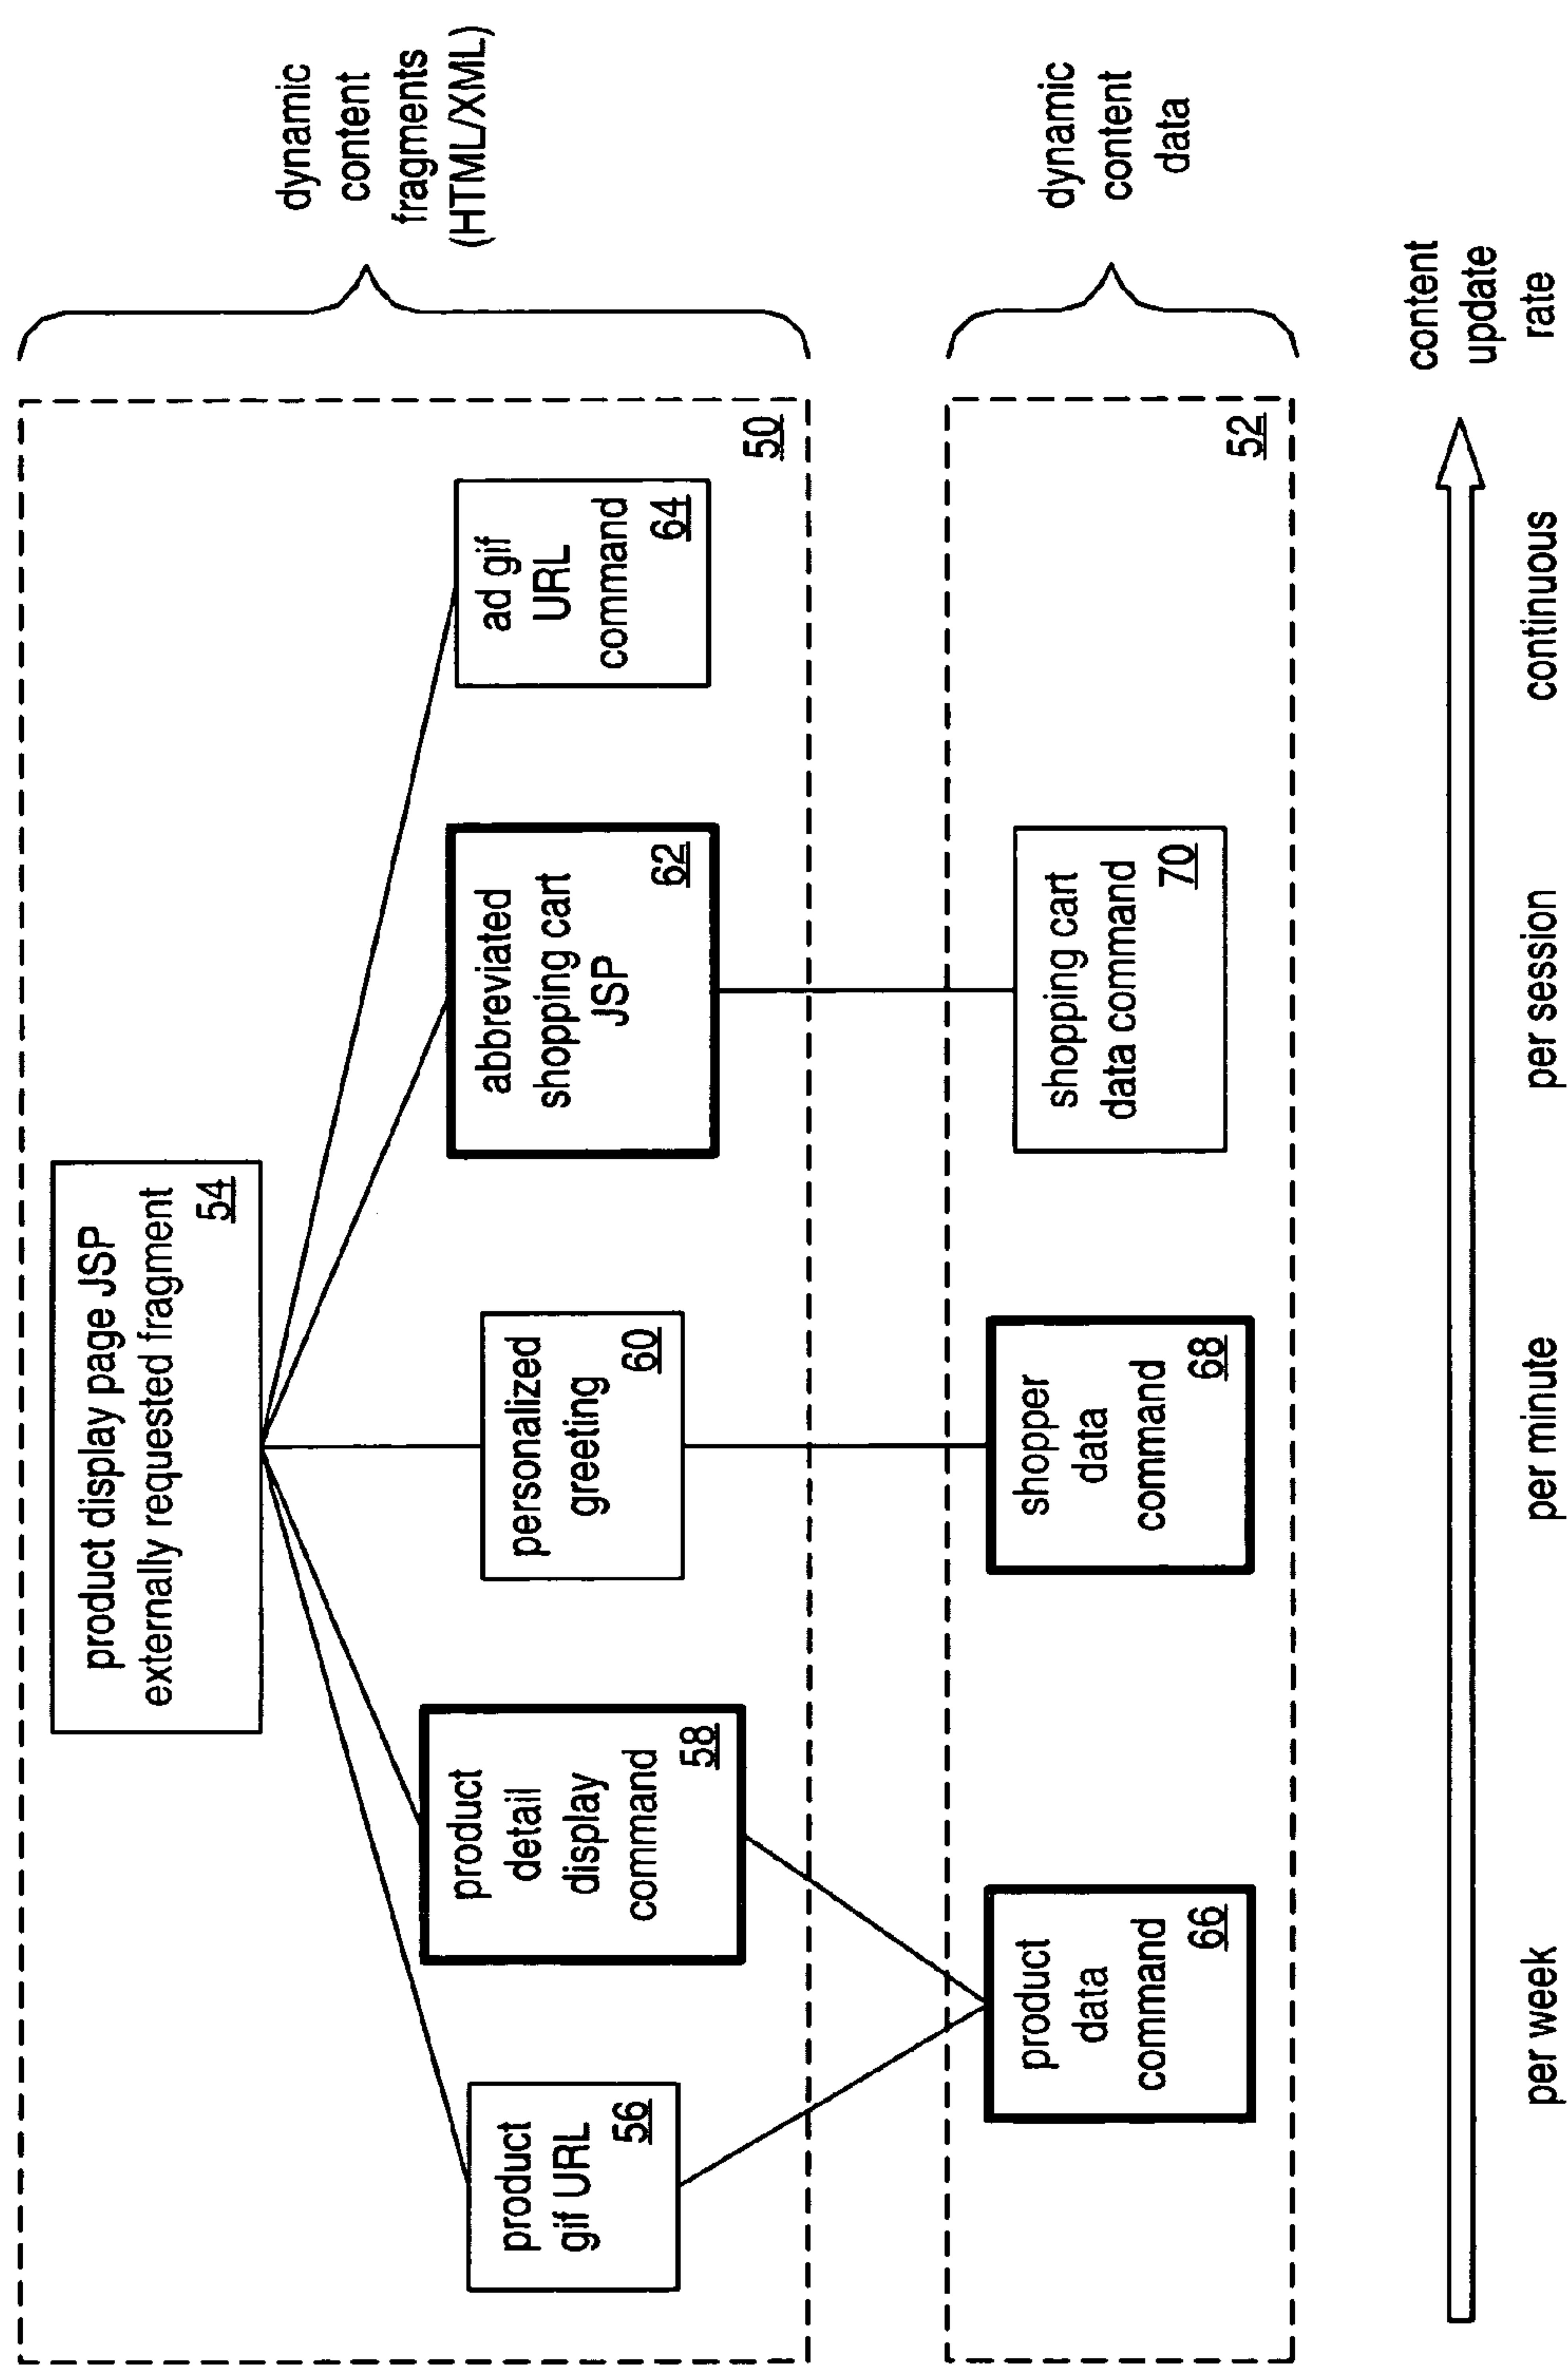 product display page JSP
externally requested fragment
54
product
gif URL
56
product
detail
display
command
58
personalized
greeting
60
abbreviated
shopping cart
JSP
62
ad gif
URL
command
64
50
dynamic
content
fragments
(HTML/XML)
product
data
command
66
shopper
data
command
68
shopping cart
data command
70
52
dynamic
content
data
per week
per minute
per session
continuous
content
update
rate